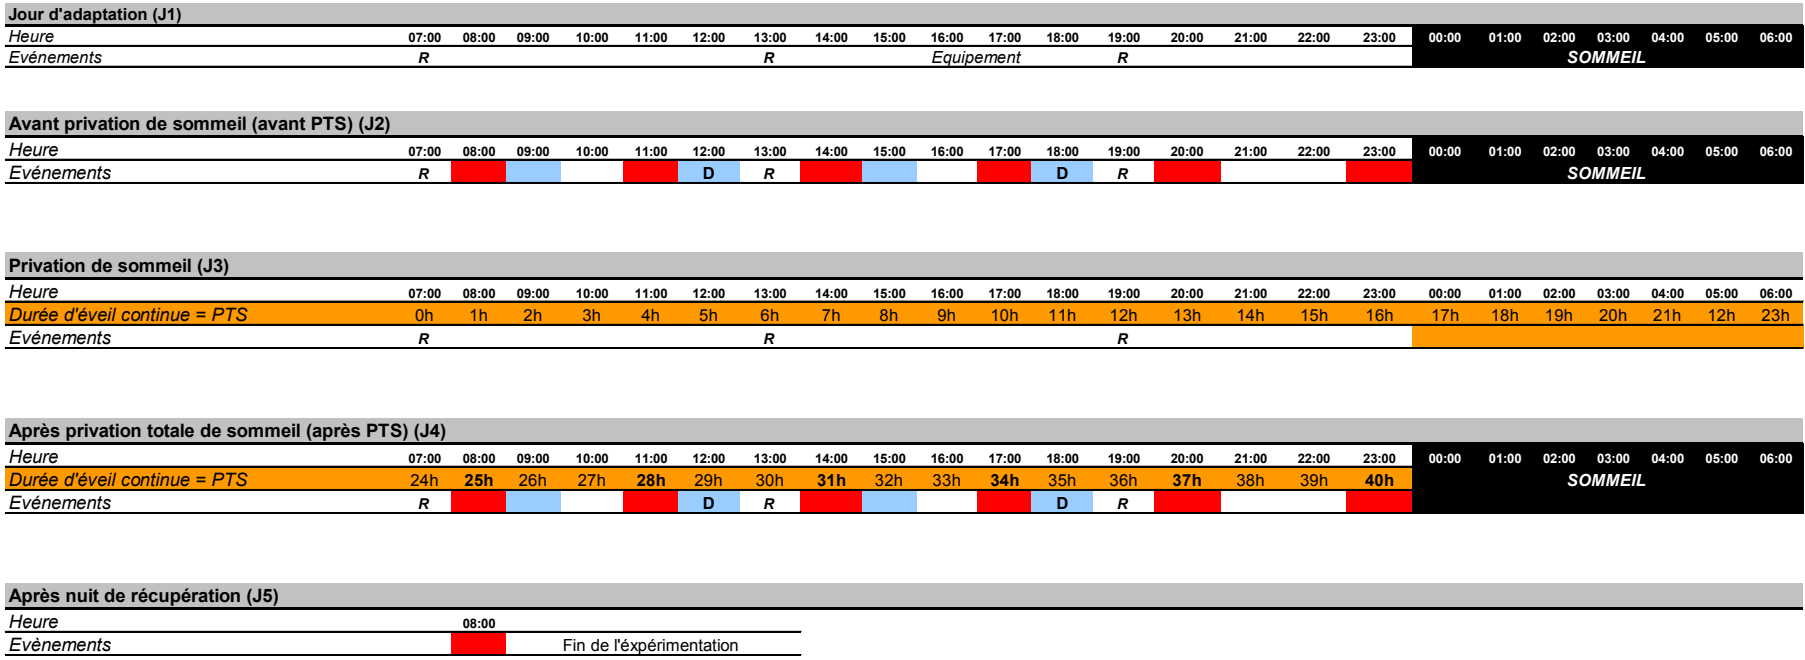 Jour d'adaptation (J1)
Heure 07:00 08:00 09:00 10:00 11:00 12:00 13:00 14:00 15:00 16:00 17:00 18:00 19:00 20:00 21:00 22:00 23:00 00:00 01:00 02:00 03:00 04:00 05:00 06:00
Evénements R R Equipement R SOMMEIL
Avant privation de sommeil (avant PTS) (J2)
Heure 07:00 08:00 09:00 10:00 11:00 12:00 13:00 14:00 15:00 16:00 17:00 18:00 19:00 20:00 21:00 22:00 23:00 00:00 01:00 02:00 03:00 04:00 05:00 06:00
Evénements R D R D R SOMMEIL
Privation de sommeil (J3)
Heure 07:00 08:00 09:00 10:00 11:00 12:00 13:00 14:00 15:00 16:00 17:00 18:00 19:00 20:00 21:00 22:00 23:00 00:00 01:00 02:00 03:00 04:00 05:00 06:00
Durée d'éveil continue = PTS 0h 1h 2h 3h 4h 5h 6h 7h 8h 9h 10h 11h 12h 13h 14h 15h 16h 17h 18h 19h 20h 21h 12h 23h
Evénements R R R
Après privation totale de sommeil (après PTS) (J4)
Heure 07:00 08:00 09:00 10:00 11:00 12:00 13:00 14:00 15:00 16:00 17:00 18:00 19:00 20:00 21:00 22:00 23:00 00:00 01:00 02:00 03:00 04:00 05:00 06:00
Durée d'éveil continue = PTS 24h 25h 26h 27h 28h 29h 30h 31h 32h 33h 34h 35h 36h 37h 38h 39h 40h SOMMEIL
Evénements R D R D R
Après nuit de récupération (J5)
Heure 08:00
Evènements Fin de l'éxpérimentation